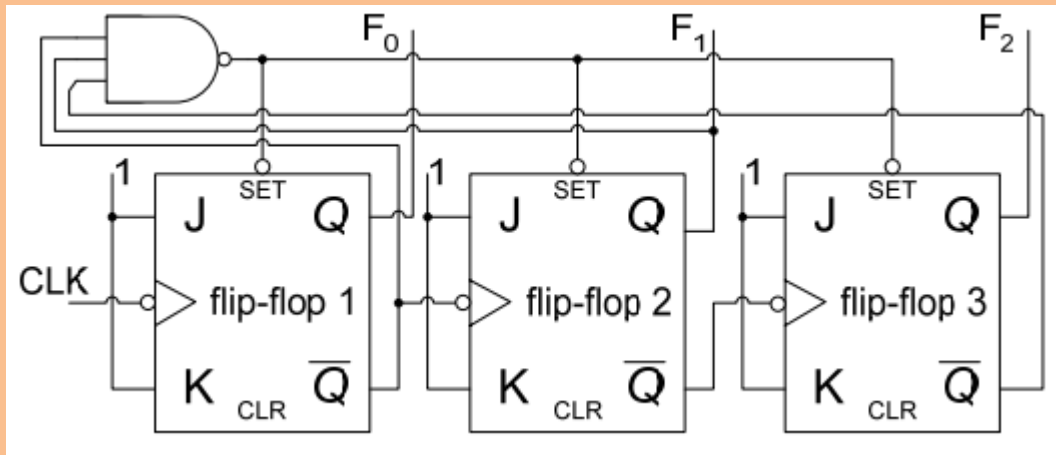 F₀ F₁ F₂
1 1 1
SET SET SET
J Q J Q J Q
CLK flip-flop 1 flip-flop 2 flip-flop 3
K Q̅ K Q̅ K Q̅
CLR CLR CLR